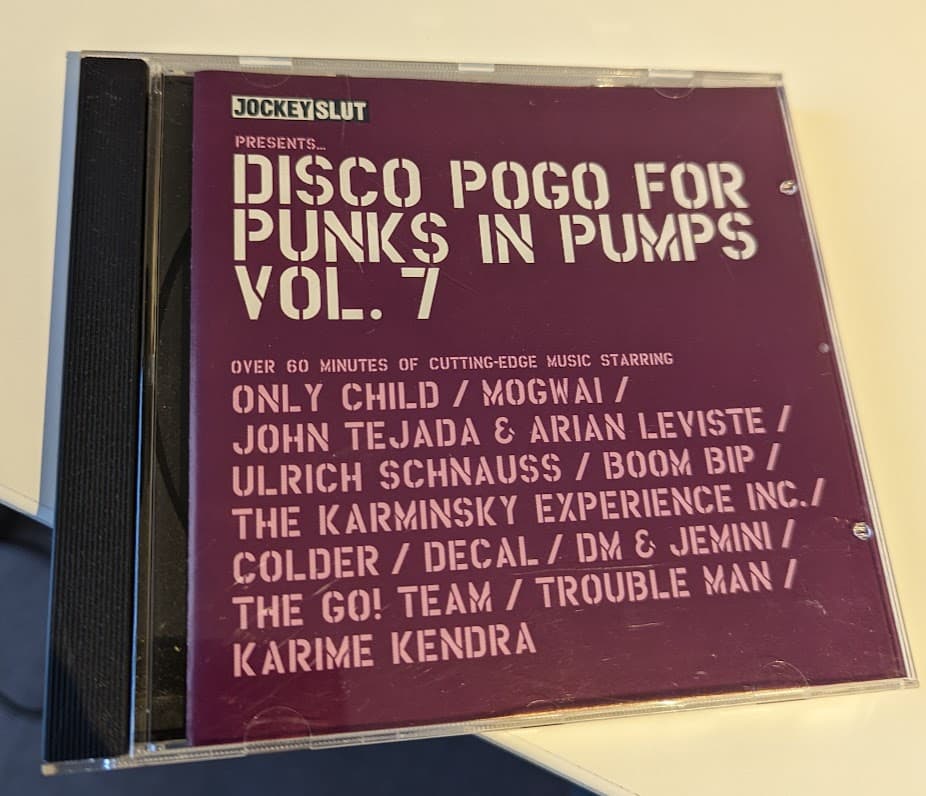 JOCKEY SLUT
PRESENTS...
DISCO POGO FOR
PUNKS IN PUMPS
VOL. 7
OVER 60 MINUTES OF CUTTING-EDGE MUSIC STARRING
ONLY CHILD / MOGWAI /
JOHN TEJADA & ARIAN LEVISTE /
ULRICH SCHNAUSS / BOOM BIP /
THE KARMINSKY EXPERIENCE INC. /
COLDER / DECAL / DM & JEMINI /
THE GO! TEAM / TROUBLE MAN /
KARIME KENDRA